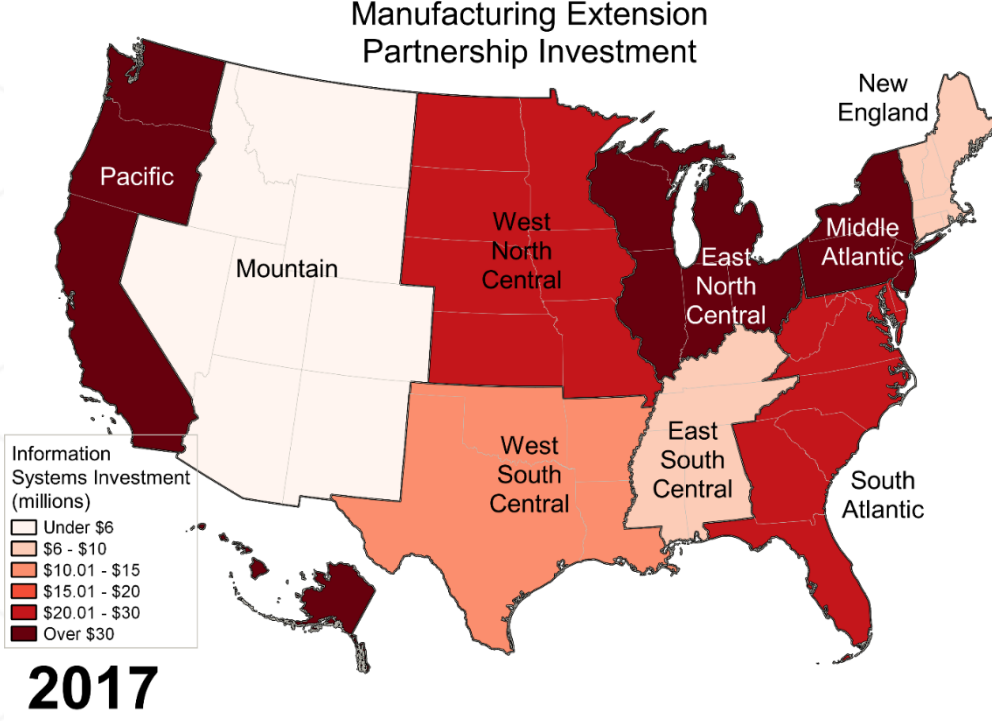 Manufacturing Extension
Partnership Investment
New
England
Pacific
Middle
Atlantic
West
North
Central
East
North
Central
Mountain
West
South
Central
East
South
Central
South
Atlantic
Information
Systems Investment
(millions)
Under $6
$6 - $10
$10.01 - $15
$15.01 - $20
$20.01 - $30
Over $30
2017